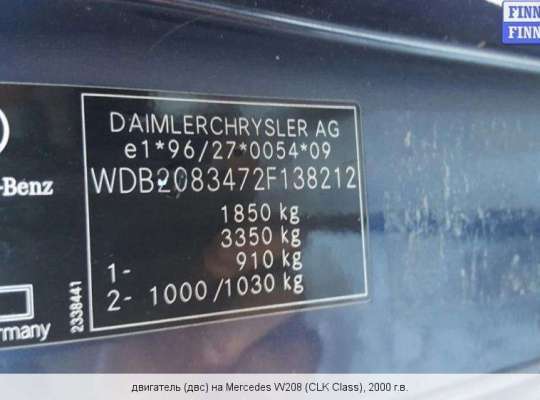 FINN
FINN
DAIMLERCHRYSLER AG
e1*96/27*0054*09
-Benz
WDB2083472F138212
1850 kg
3350 kg
1- 910 kg
2- 1000/1030 kg
2338441
ermany
двигатель (двс) на Mercedes W208 (CLK Class), 2000 г.в.